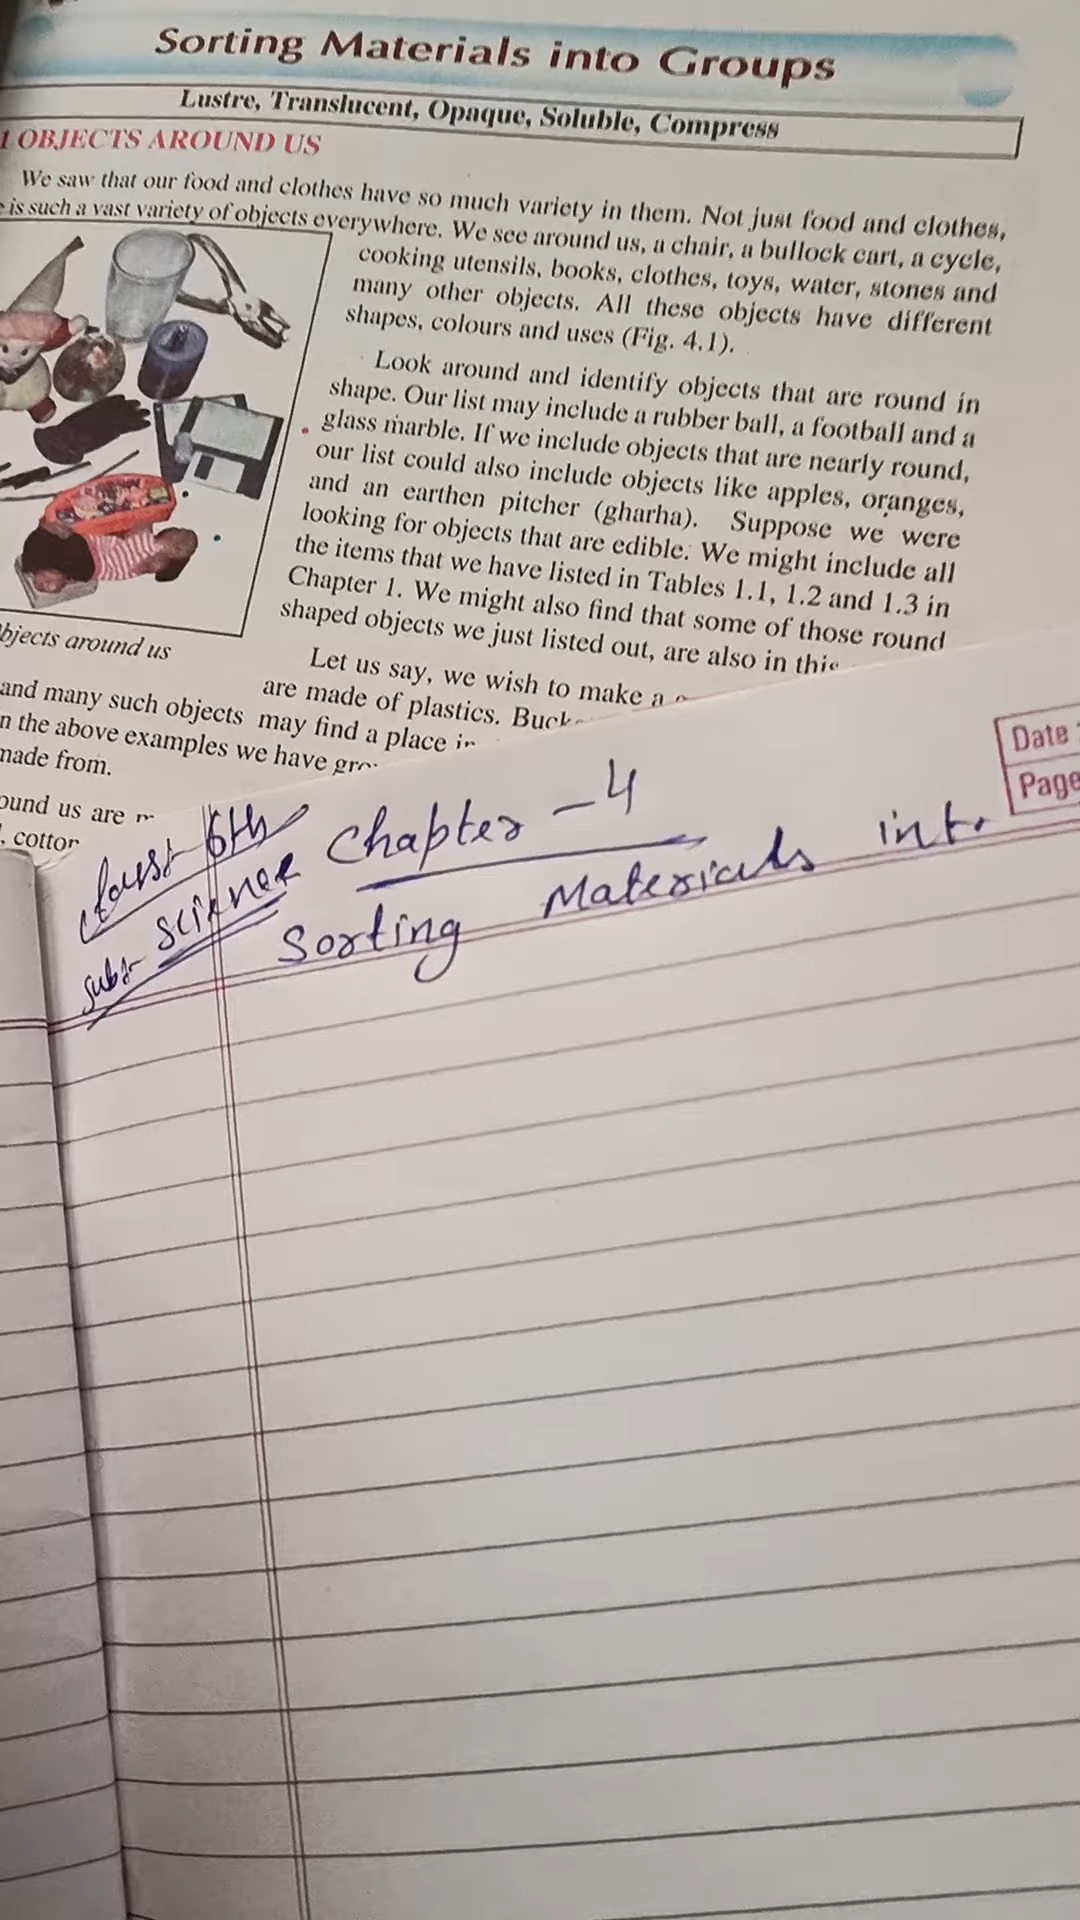 Sorting Materials into Groups
Lustre, Translucent, Opaque, Soluble, Compress
1 OBJECTS AROUND US
We saw that our food and clothes have so much variety in them. Not just food and clothes,
is such a vast variety of objects everywhere. We see around us, a chair, a bullock cart, a cycle,
cooking utensils, books, clothes, toys, water, stones and
many other objects. All these objects have different
shapes, colours and uses (Fig. 4.1).
Look around and identify objects that are round in
shape. Our list may include a rubber ball, a football and a
glass marble. If we include objects that are nearly round,
our list could also include objects like apples, oranges,
and an earthen pitcher (gharha). Suppose we were
looking for objects that are edible. We might include all
the items that we have listed in Tables 1.1, 1.2 and 1.3 in
Chapter 1. We might also find that some of those round
shaped objects we just listed out, are also in this
bjects around us
Let us say, we wish to make a
are made of plastics. Buck
and many such objects may find a place in
n the above examples we have gro
made from.
ound us are
, cotton
Date
Page
Class 6th
Chapter - 4
Sub:- Science
Sorting Materials into